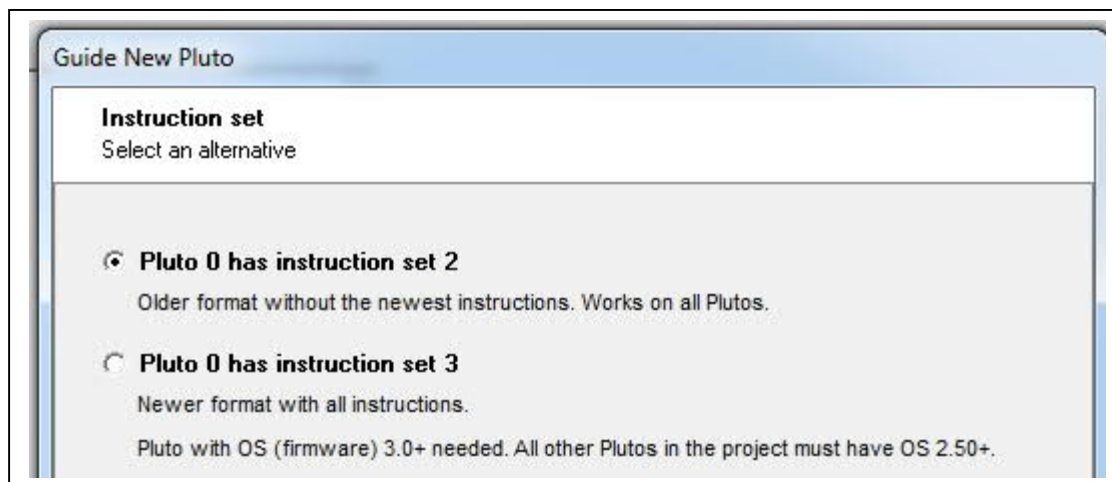 Guide New Pluto
Instruction set
Select an alternative
Pluto 0 has instruction set 2
Older format without the newest instructions. Works on all Plutos.
Pluto 0 has instruction set 3
Newer format with all instructions.
Pluto with OS (firmware) 3.0+ needed. All other Plutos in the project must have OS 2.50+.